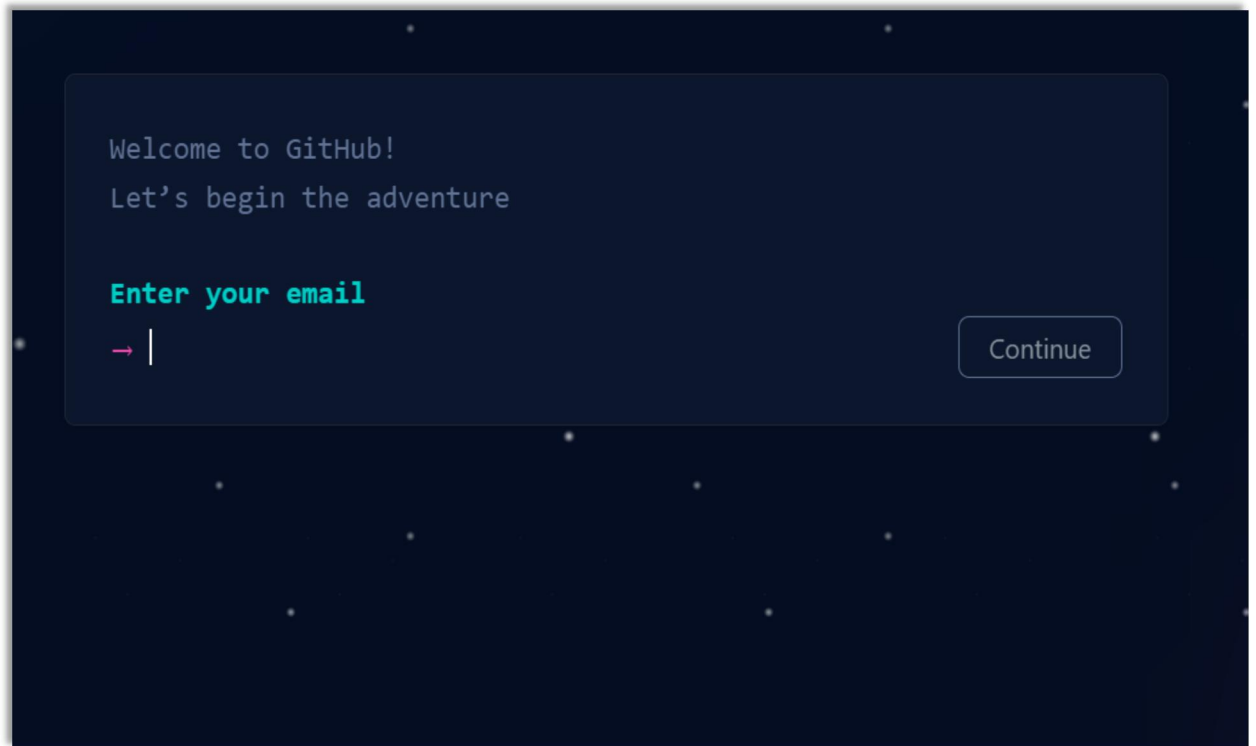 Welcome to GitHub!
Let’s begin the adventure
Enter your email
→
Continue